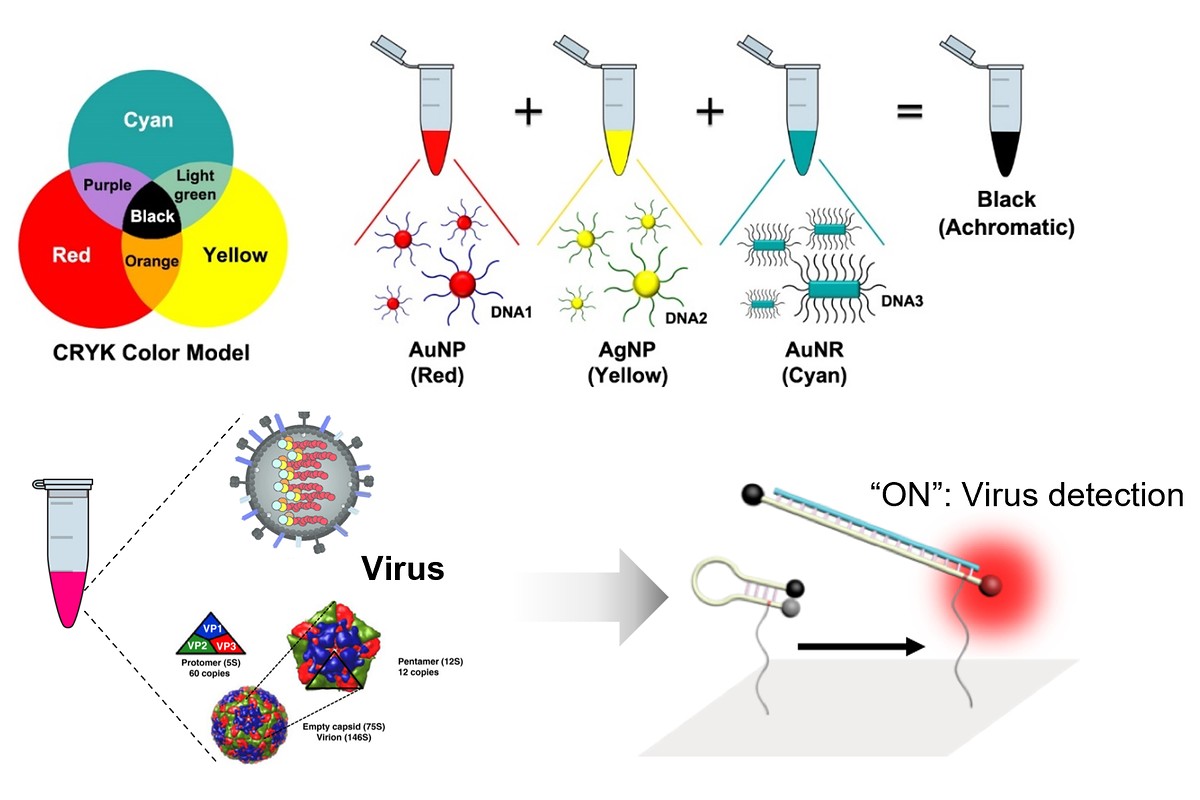 Cyan
Purple
Light
green
Black
Red
Orange
Yellow
CRYK Color Model
+
+
=
DNA1
DNA2
DNA3
AuNP
(Red)
AgNP
(Yellow)
AuNR
(Cyan)
Black
(Achromatic)
Virus
VP1
VP2
VP3
Protomer (5S)
60 copies
Pentamer (12S)
12 copies
Empty capsid (75S)
Virion (146S)
“ON”: Virus detection